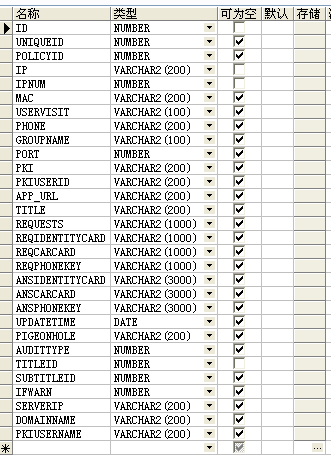 名称 类型 可为空 默认 存储
ID NUMBER
UNIQUEID NUMBER
POLICYID NUMBER
IP VARCHAR2(200)
IPNUM NUMBER
MAC VARCHAR2(200)
USERVISIT VARCHAR2(100)
PHONE VARCHAR2(200)
GROUPNAME VARCHAR2(100)
PORT NUMBER
PKI VARCHAR2(200)
PKIUSERID VARCHAR2(200)
APP_URL VARCHAR2(200)
TITLE VARCHAR2(200)
REQUESTS VARCHAR2(1000)
REQIDENTITYCARD VARCHAR2(1000)
REQCARCARD VARCHAR2(1000)
REQPHONEKEY VARCHAR2(1000)
ANSIDENTITYCARD VARCHAR2(3000)
ANSCARCARD VARCHAR2(3000)
ANSPHONEKEY VARCHAR2(3000)
UPDATETIME DATE
PIGEONHOLE VARCHAR2(200)
AUDITTYPE NUMBER
TITLEID NUMBER
SUBTITLEID NUMBER
IFWARN NUMBER
SERVERIP VARCHAR2(200)
DOMAINNAME VARCHAR2(200)
PKIUSERNAME VARCHAR2(200)